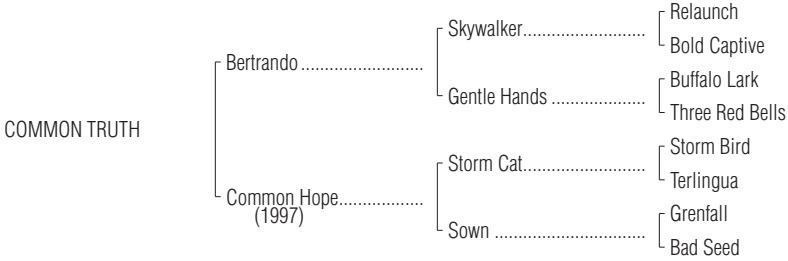 Relaunch
Skywalker..........................
Bold Captive
Bertrando ..........................
Buffalo Lark
Gentle Hands ....................
Three Red Bells
COMMON TRUTH
Storm Bird
Storm Cat..........................
Terlingua
Common Hope..................
(1997)
Grenfall
Sown ................................
Bad Seed